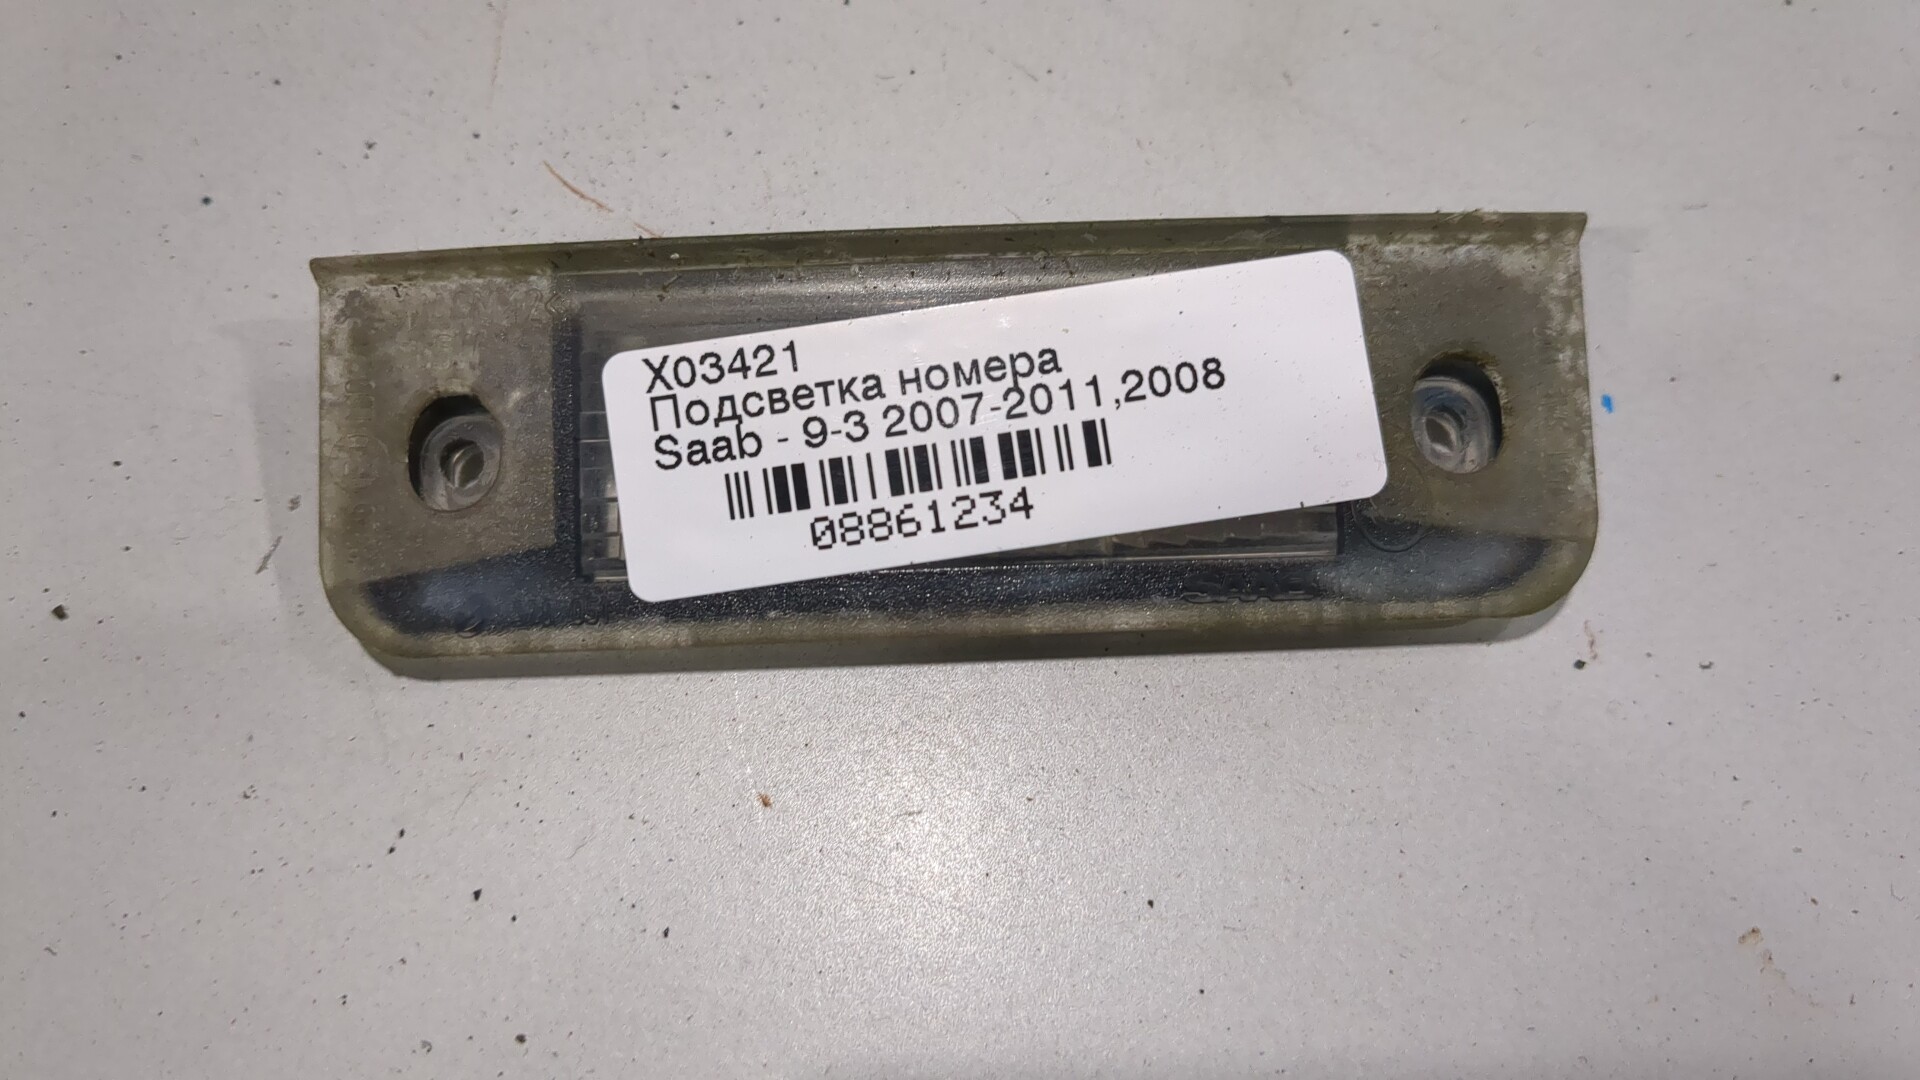 X03421
Подсветка номера
Saab - 9-3 2007-2011,2008
08861234